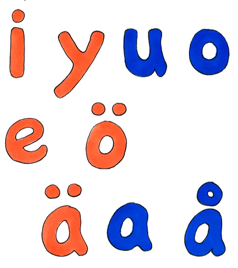 i y u o
e ö
ä a å